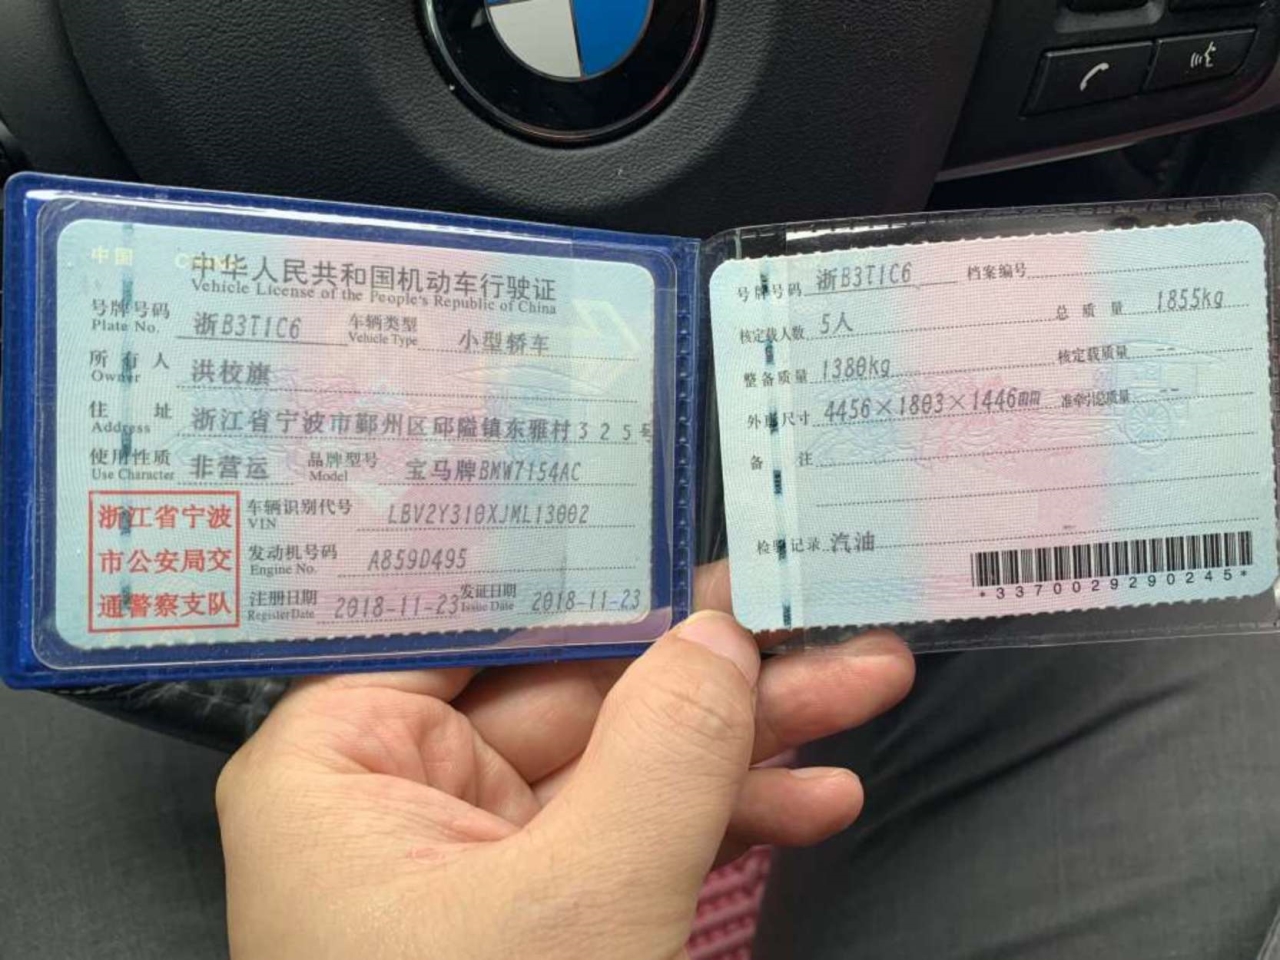 中国 CHINA
中华人民共和国机动车行驶证
Vehicle License of the People's Republic of China
号牌号码 浙B3T1C6 车辆类型 小型轿车
Plate No. Vehicle Type
所有人 洪校旗
Owner
住址 浙江省宁波市鄞州区邱隘镇东雅村325号
Address
使用性质 非营运 品牌型号 宝马牌BMW7154AC
Use Character Model
浙江省宁波
市公安局交
通警察支队
车辆识别代号 LBV2Y310XJML13002
VIN
发动机号码 A859D495
Engine No.
注册日期 2018-11-23 发证日期 2018-11-23
Register Date Issue Date
号牌号码 浙B3T1C6 档案编号
核定载人数 5人 总质量 1855kg
整备质量 1380kg 核定载质量 --
外廓尺寸 4456×1803×1446mm 准牵引总质量 --
备注
检验记录 汽油
*3370029290245*